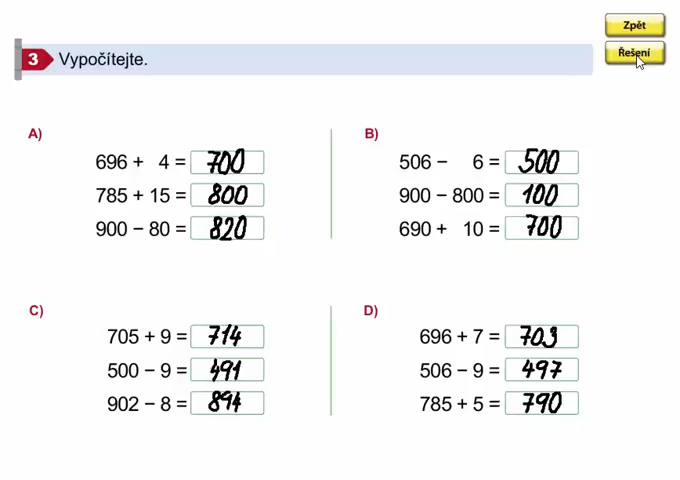 Zpět
Řešení
3 Vypočítejte.
A)
696 + 4 = 700
785 + 15 = 800
900 − 80 = 820
B)
506 − 6 = 500
900 − 800 = 100
690 + 10 = 700
C)
705 + 9 = 714
500 − 9 = 491
902 − 8 = 894
D)
696 + 7 = 703
506 − 9 = 497
785 + 5 = 790